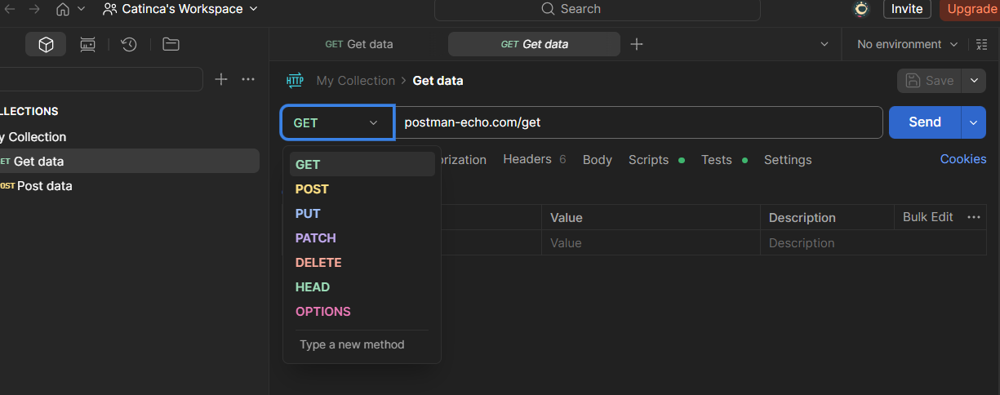 Catinca's Workspace
Search
Invite
Upgrade
GET Get data
GET Get data
No environment
HTTP
My Collection > Get data
Save
LLECTIONS
y Collection
ET Get data
OST Post data
GET
postman-echo.com/get
Send
orization
Headers 6
Body
Scripts
Tests
Settings
Cookies
GET
POST
PUT
PATCH
DELETE
HEAD
OPTIONS
Type a new method
Value
Description
Bulk Edit
Value
Description